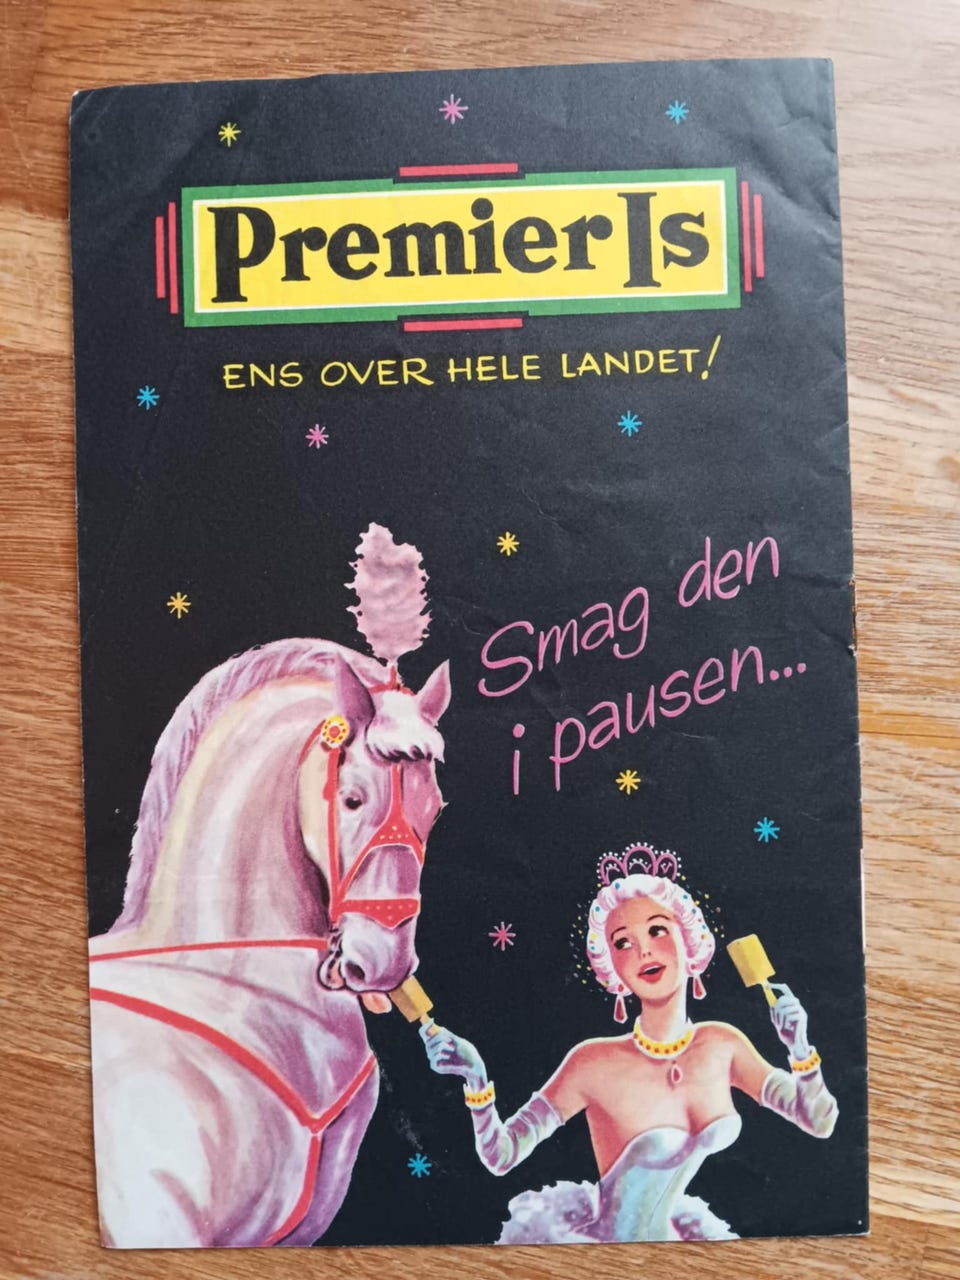 Premier Is
ENS OVER HELE LANDET!
Smag den
i pausen...